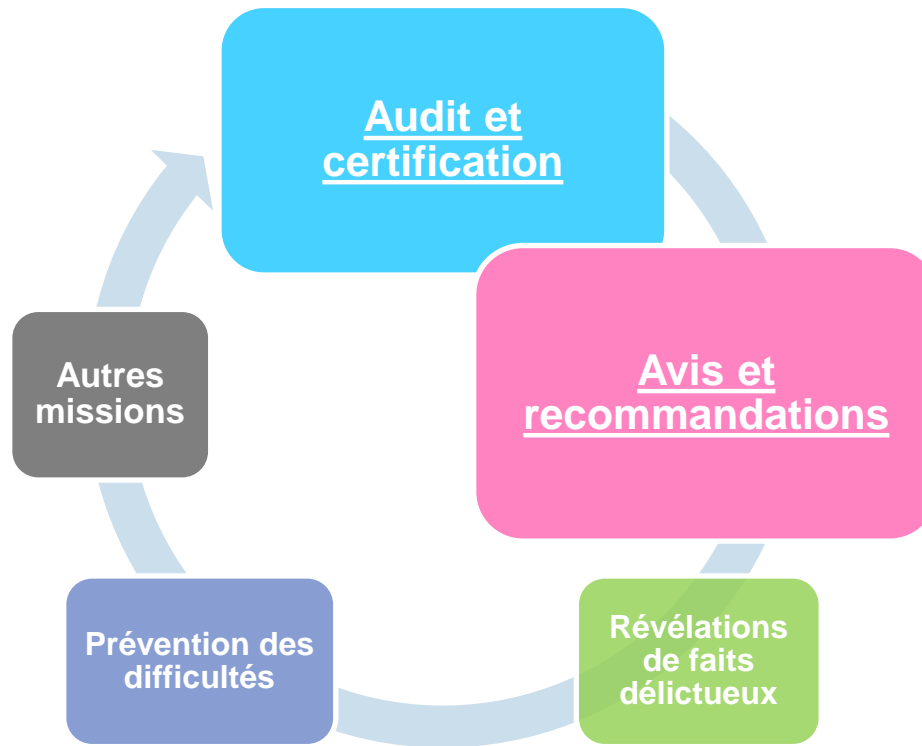 Audit et
certification
Avis et
recommandations
Révélations
de faits
délictueux
Prévention des
difficultés
Autres
missions